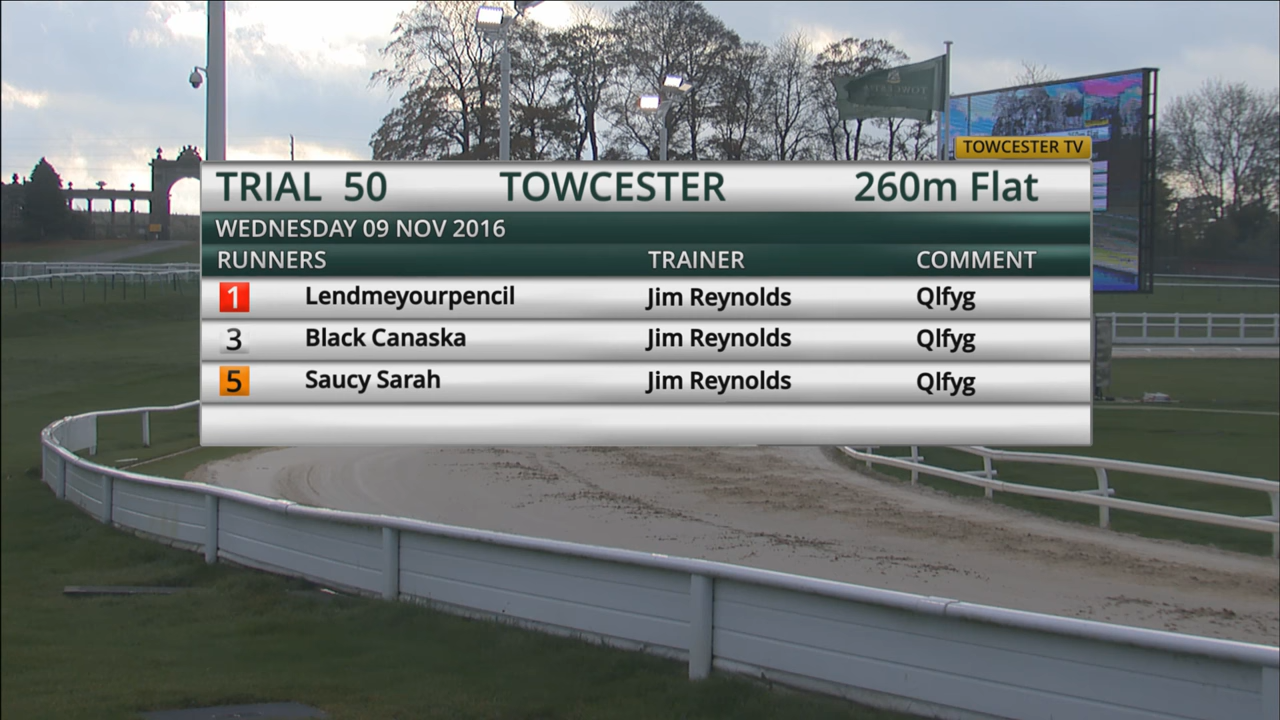 TOWCESTER TV
TRIAL 50 TOWCESTER 260m Flat
WEDNESDAY 09 NOV 2016
RUNNERS TRAINER COMMENT
1 Lendmeyourpencil Jim Reynolds Qlfyg
3 Black Canaska Jim Reynolds Qlfyg
5 Saucy Sarah Jim Reynolds Qlfyg